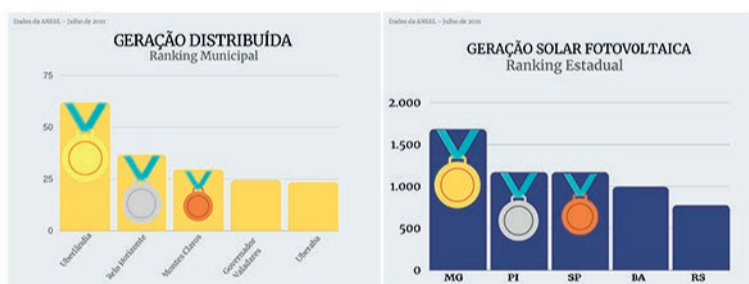 Dados da ANEEL - Julho de 2021
GERAÇÃO DISTRIBUÍDA
Ranking Municipal
75
50
25
0
Uberlândia
Belo Horizonte
Montes Claros
Governador
Valadares
Uberaba
Dados da ANEEL - Julho de 2021
GERAÇÃO SOLAR FOTOVOLTAICA
Ranking Estadual
2.000
1.500
1.000
500
0
MG
PI
SP
BA
RS